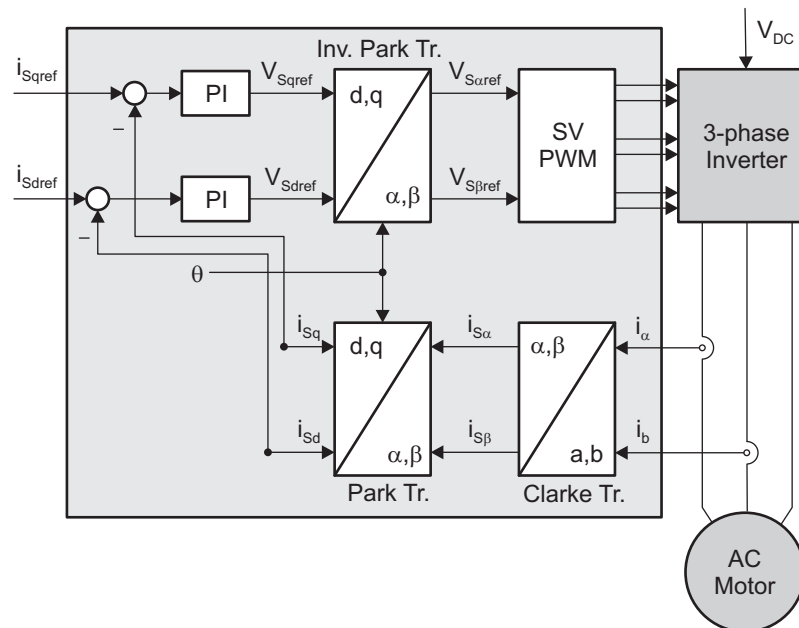 Inv. Park Tr.
V_DC
i_Sqref
PI
V_Sqref
d,q
V_Sαref
SV
PWM
3-phase
Inverter
–
i_Sdref
PI
V_Sdref
α,β
V_Sβref
–
θ
i_Sq
d,q
i_Sα
α,β
i_α
i_Sd
α,β
i_Sβ
a,b
i_b
Park Tr.
Clarke Tr.
AC
Motor